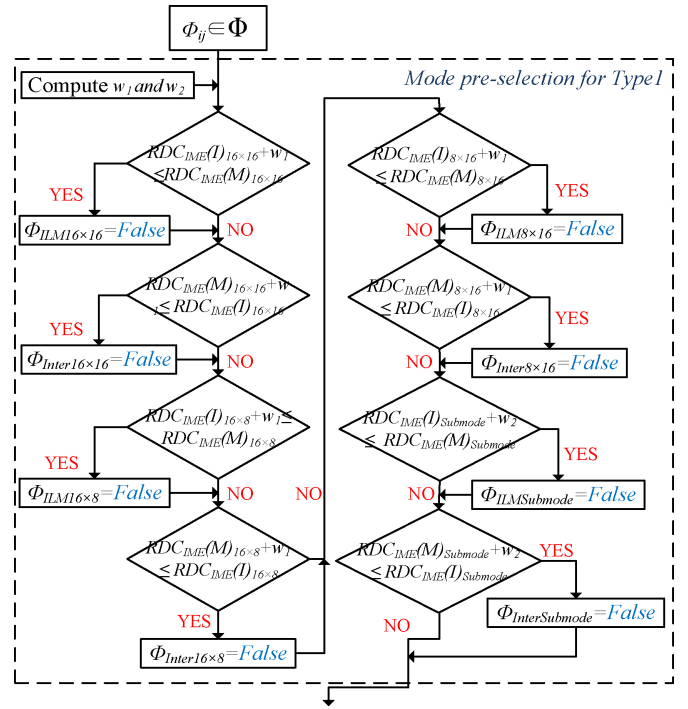 Φij∈Φ
Mode pre-selection for Type1
Compute w1 and w2
RDCIME(I)16×16+w1
≤RDCIME(M)16×16
YES
ΦILM16×16=False
NO
RDCIME(M)16×16+w
1≤RDCIME(I)16×16
YES
ΦInter16×16=False
NO
RDCIME(I)16×8+w1≤
RDCIME(M)16×8
YES
ΦILM16×8=False
NO
NO
RDCIME(M)16×8+w1
≤RDCIME(I)16×8
YES
ΦInter16×8=False
RDCIME(I)8×16+w1
≤RDCIME(M)8×16
YES
ΦILM8×16=False
NO
RDCIME(M)8×16+w1
≤RDCIME(I)8×16
YES
ΦInter8×16=False
NO
RDCIME(I)Submode+w2
≤ RDCIME(M)Submode
YES
ΦILMSubmode=False
NO
RDCIME(M)Submode+w2
≤RDCIME(I)Submode
YES
ΦInterSubmode=False
NO